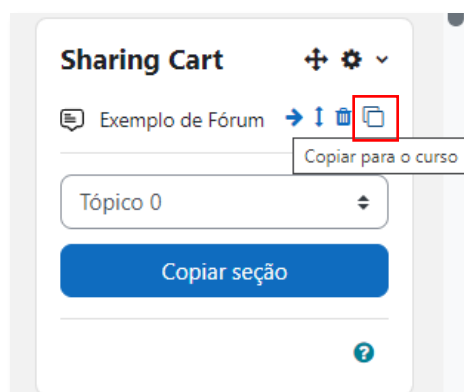 Sharing Cart
Exemplo de Fórum
Copiar para o curso
Tópico 0
Copiar seção